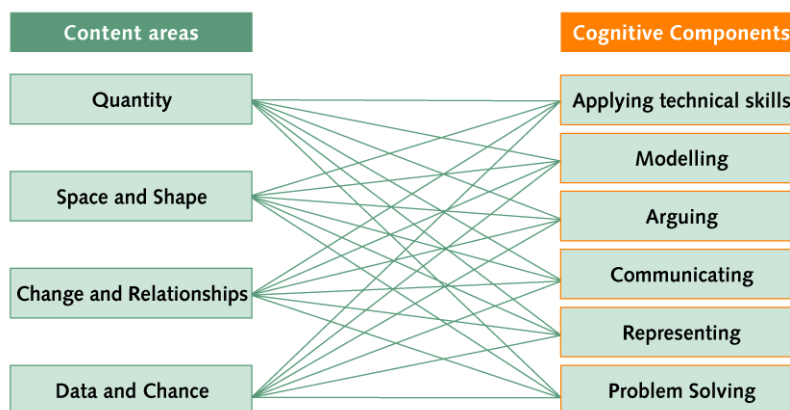 Content areas
Quantity
Space and Shape
Change and Relationships
Data and Chance
Cognitive Components
Applying technical skills
Modelling
Arguing
Communicating
Representing
Problem Solving